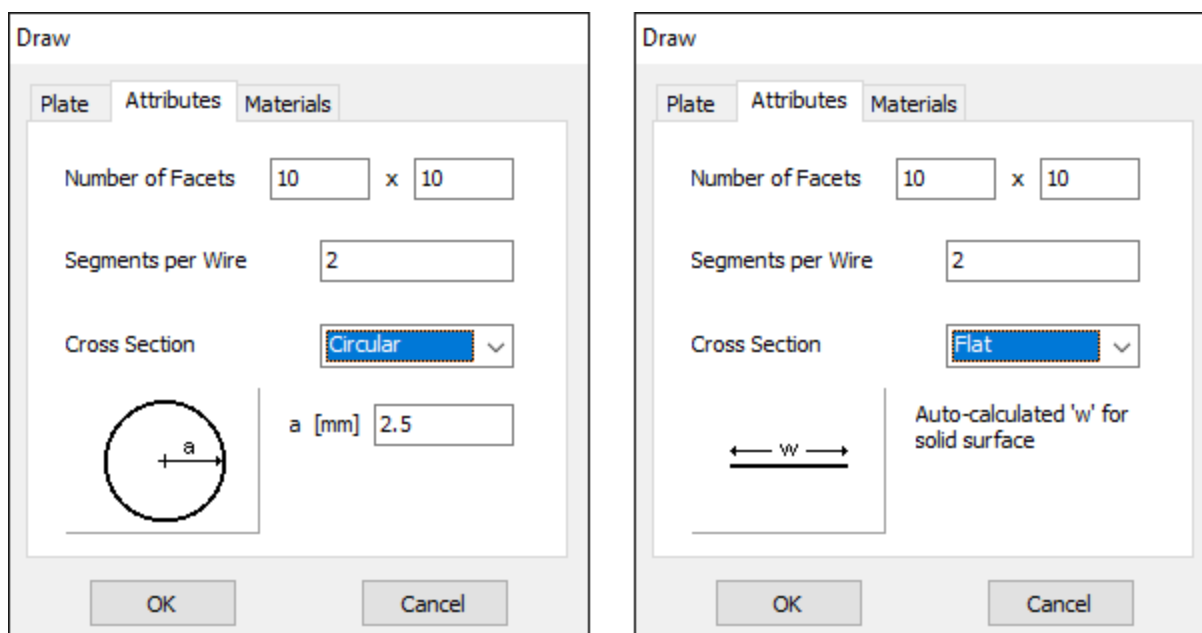 Draw
Plate Attributes Materials
Number of Facets 10 x 10
Segments per Wire 2
Cross Section Circular
a
a [mm] 2.5
OK Cancel
Draw
Plate Attributes Materials
Number of Facets 10 x 10
Segments per Wire 2
Cross Section Flat
w
Auto-calculated 'w' for
solid surface
OK Cancel